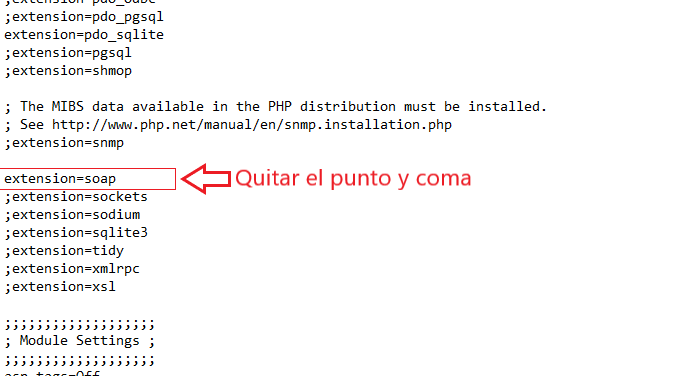 ;extension=pdo_odbc
;extension=pdo_pgsql
extension=pdo_sqlite
;extension=pgsql
;extension=shmop
; The MIBS data available in the PHP distribution must be installed.
; See http://www.php.net/manual/en/snmp.installation.php
;extension=snmp
extension=soap
Quitar el punto y coma
;extension=sockets
;extension=sodium
;extension=sqlite3
;extension=tidy
;extension=xmlrpc
;extension=xsl
;;;;;;;;;;;;;;;;;;;
; Module Settings ;
;;;;;;;;;;;;;;;;;;;
asp_tags=Off